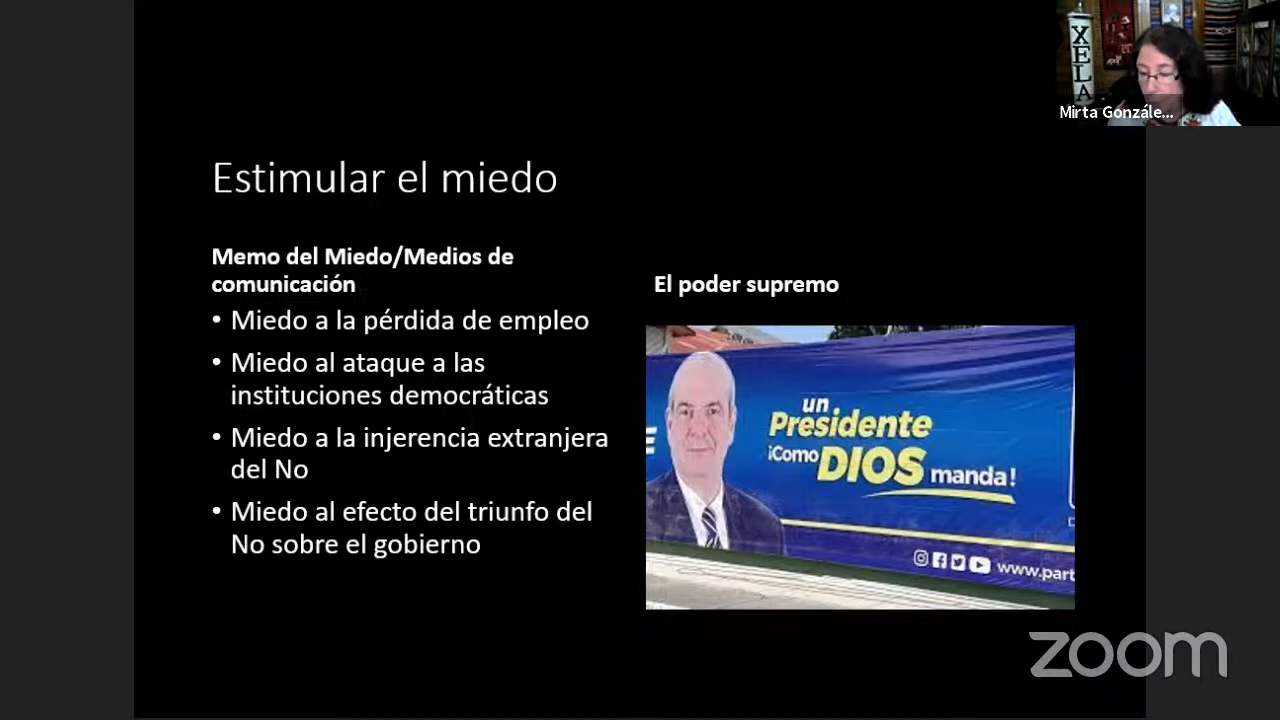 XELA
Mirta Gonzále...
Estimular el miedo
Memo del Miedo/Medios de
comunicación
• Miedo a la pérdida de empleo
• Miedo al ataque a las
instituciones democráticas
• Miedo a la injerencia extranjera
del No
• Miedo al efecto del triunfo del
No sobre el gobierno
El poder supremo
E
un
Presidente
¡Como DIOS manda!
www.part
zoom